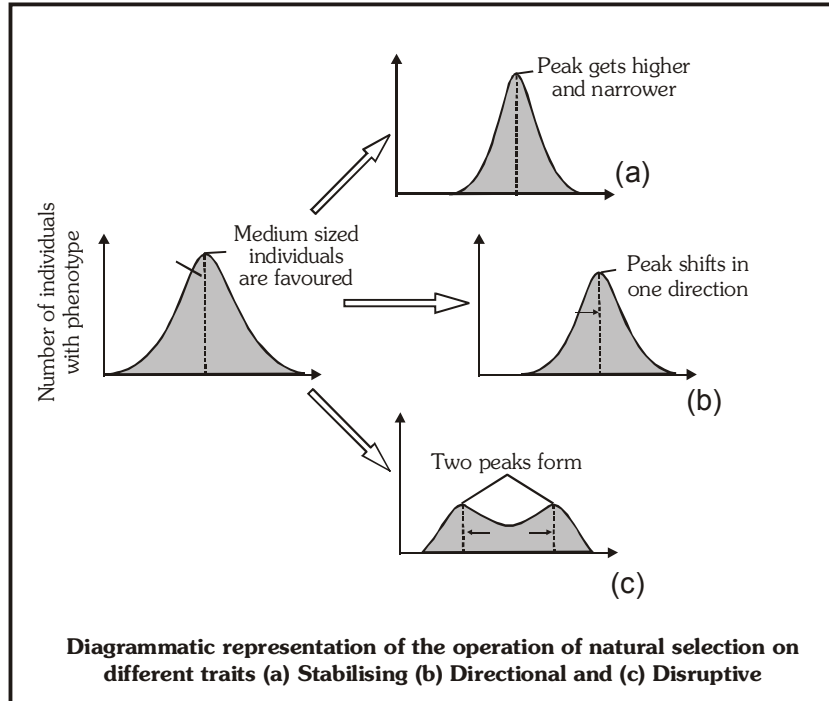 Peak gets higher
and narrower
(a)
Number of individuals
with phenotype
Medium sized
individuals
are favoured
Peak shifts in
one direction
(b)
Two peaks form
(c)
Diagrammatic representation of the operation of natural selection on
different traits (a) Stabilising (b) Directional and (c) Disruptive